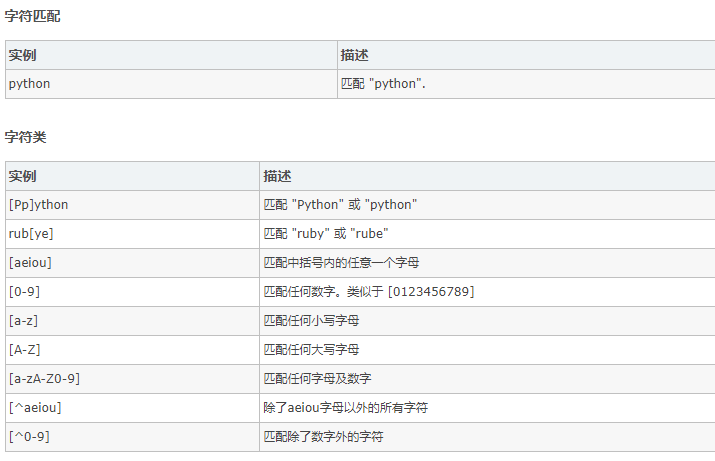 字符匹配
实例 描述
python 匹配 "python".
字符类
实例 描述
[Pp]ython 匹配 "Python" 或 "python"
rub[ye] 匹配 "ruby" 或 "rube"
[aeiou] 匹配中括号内的任意一个字母
[0-9] 匹配任何数字。类似于 [0123456789]
[a-z] 匹配任何小写字母
[A-Z] 匹配任何大写字母
[a-zA-Z0-9] 匹配任何字母及数字
[^aeiou] 除了aeiou字母以外的所有字符
[^0-9] 匹配除了数字外的字符